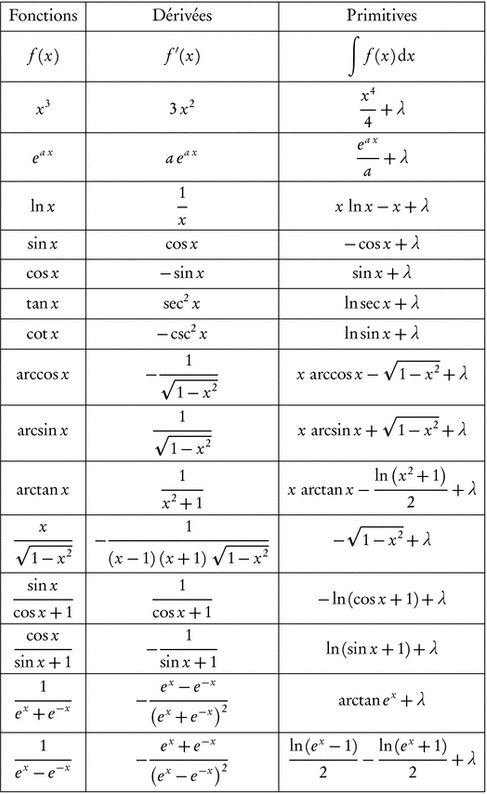 Fonctions Dérivées Primitives
f(x) f′(x) ∫ f(x) dx
x³ 3x² x⁴/4 + λ
e^{ax} a e^{ax} e^{ax}/a + λ
ln x 1/x x ln x − x + λ
sin x cos x − cos x + λ
cos x − sin x sin x + λ
tan x sec² x ln sec x + λ
cot x − csc² x ln sin x + λ
arccos x −1/√(1 − x²) x arccos x − √(1 − x²) + λ
arcsin x 1/√(1 − x²) x arcsin x + √(1 − x²) + λ
arctan x 1/(x² + 1) x arctan x − ln(x² + 1)/2 + λ
x/√(1 − x²) −1/((x − 1)(x + 1)√(1 − x²)) −√(1 − x²) + λ
sin x/(cos x + 1) 1/(cos x + 1) − ln(cos x + 1) + λ
cos x/(sin x + 1) −1/(sin x + 1) ln(sin x + 1) + λ
1/(e^x + e^{−x}) −(e^x − e^{−x})/(e^x + e^{−x})² arctan e^x + λ
1/(e^x − e^{−x}) −(e^x + e^{−x})/(e^x − e^{−x})² ln(e^x − 1)/2 − ln(e^x + 1)/2 + λ